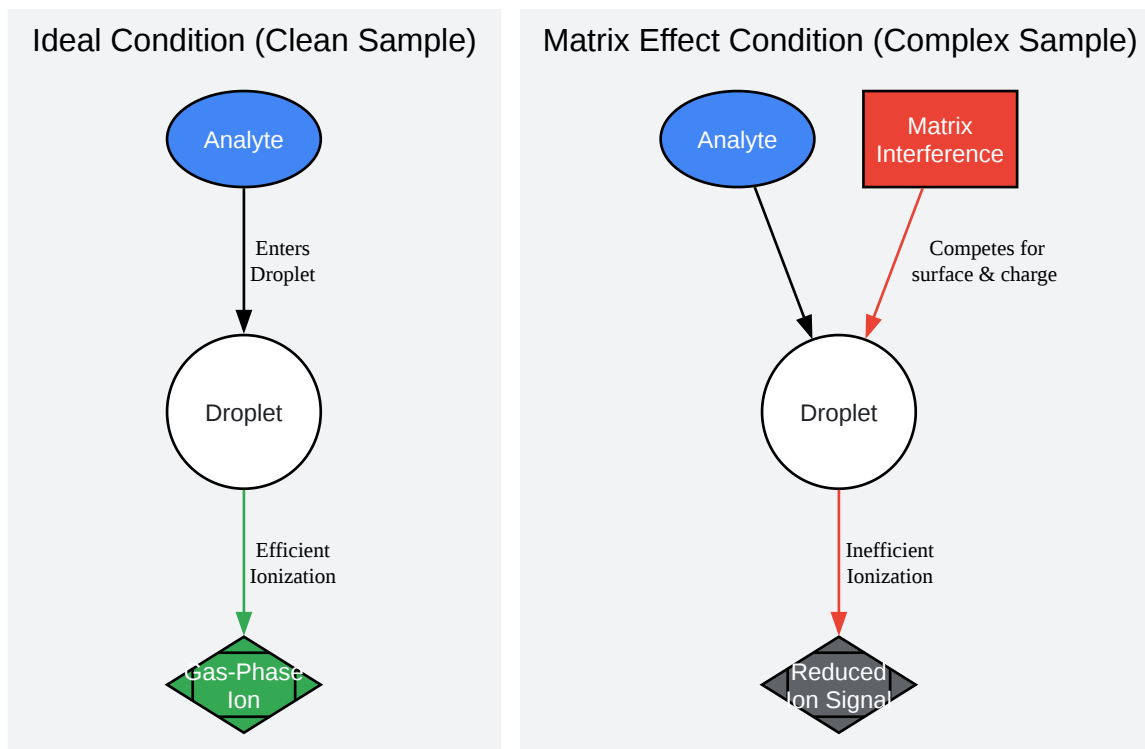 Ideal Condition (Clean Sample)
Analyte
Enters
Droplet
Droplet
Efficient
Ionization
Gas-Phase
Ion
Matrix Effect Condition (Complex Sample)
Analyte
Matrix
Interference
Competes for
surface & charge
Droplet
Inefficient
Ionization
Reduced
Ion Signal